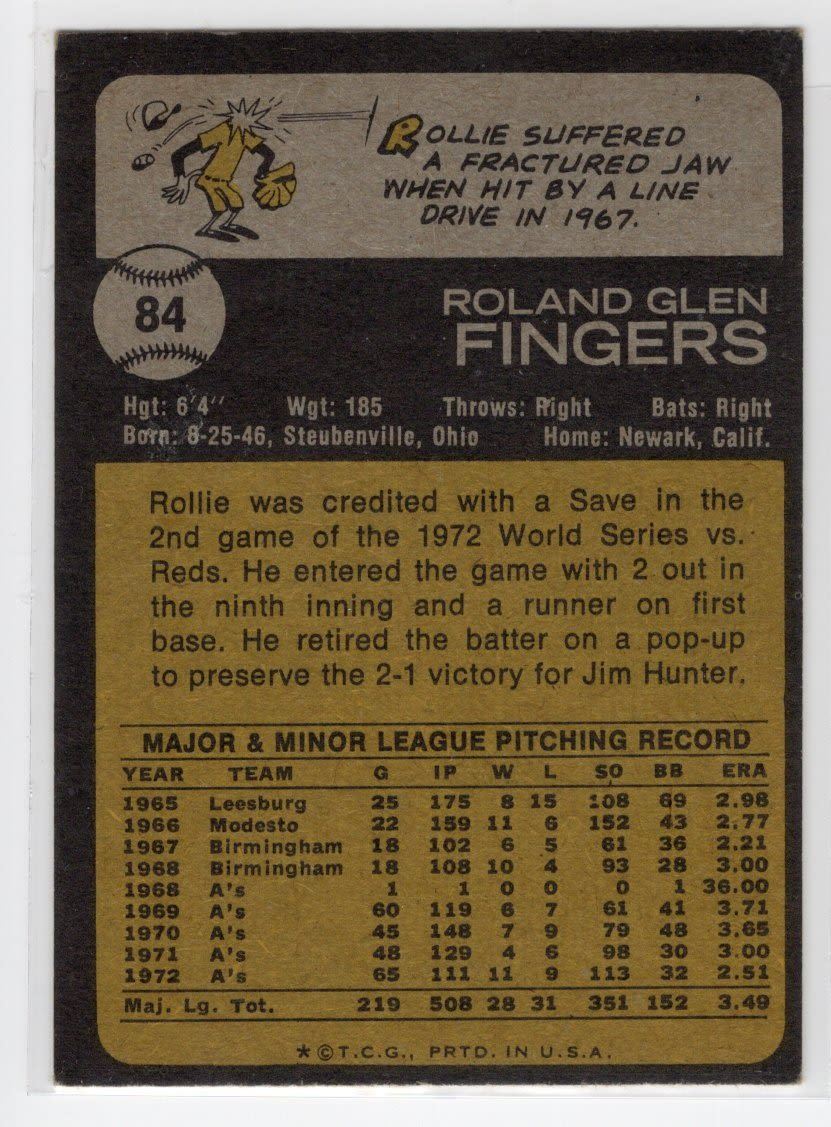 ROLLIE SUFFERED
A FRACTURED JAW
WHEN HIT BY A LINE
DRIVE IN 1967.
84
ROLAND GLEN
FINGERS
Hgt: 6'4" Wgt: 185 Throws: Right Bats: Right
Born: 8-25-46, Steubenville, Ohio Home: Newark, Calif.
Rollie was credited with a Save in the
2nd game of the 1972 World Series vs.
Reds. He entered the game with 2 out in
the ninth inning and a runner on first
base. He retired the batter on a pop-up
to preserve the 2-1 victory for Jim Hunter.
MAJOR & MINOR LEAGUE PITCHING RECORD
YEAR TEAM G IP W L SO BB ERA
1965 Leesburg 25 175 8 15 108 69 2.98
1966 Modesto 22 159 11 6 152 43 2.77
1967 Birmingham 18 102 6 5 61 36 2.21
1968 Birmingham 18 108 10 4 93 28 3.00
1968 A's 1 1 0 0 0 1 36.00
1969 A's 60 119 6 7 61 41 3.71
1970 A's 45 148 7 9 79 48 3.65
1971 A's 48 129 4 6 98 30 3.00
1972 A's 65 111 11 9 113 32 2.51
Maj. Lg. Tot. 219 508 28 31 351 152 3.49
*©T.C.G., PRTD. IN U.S.A.